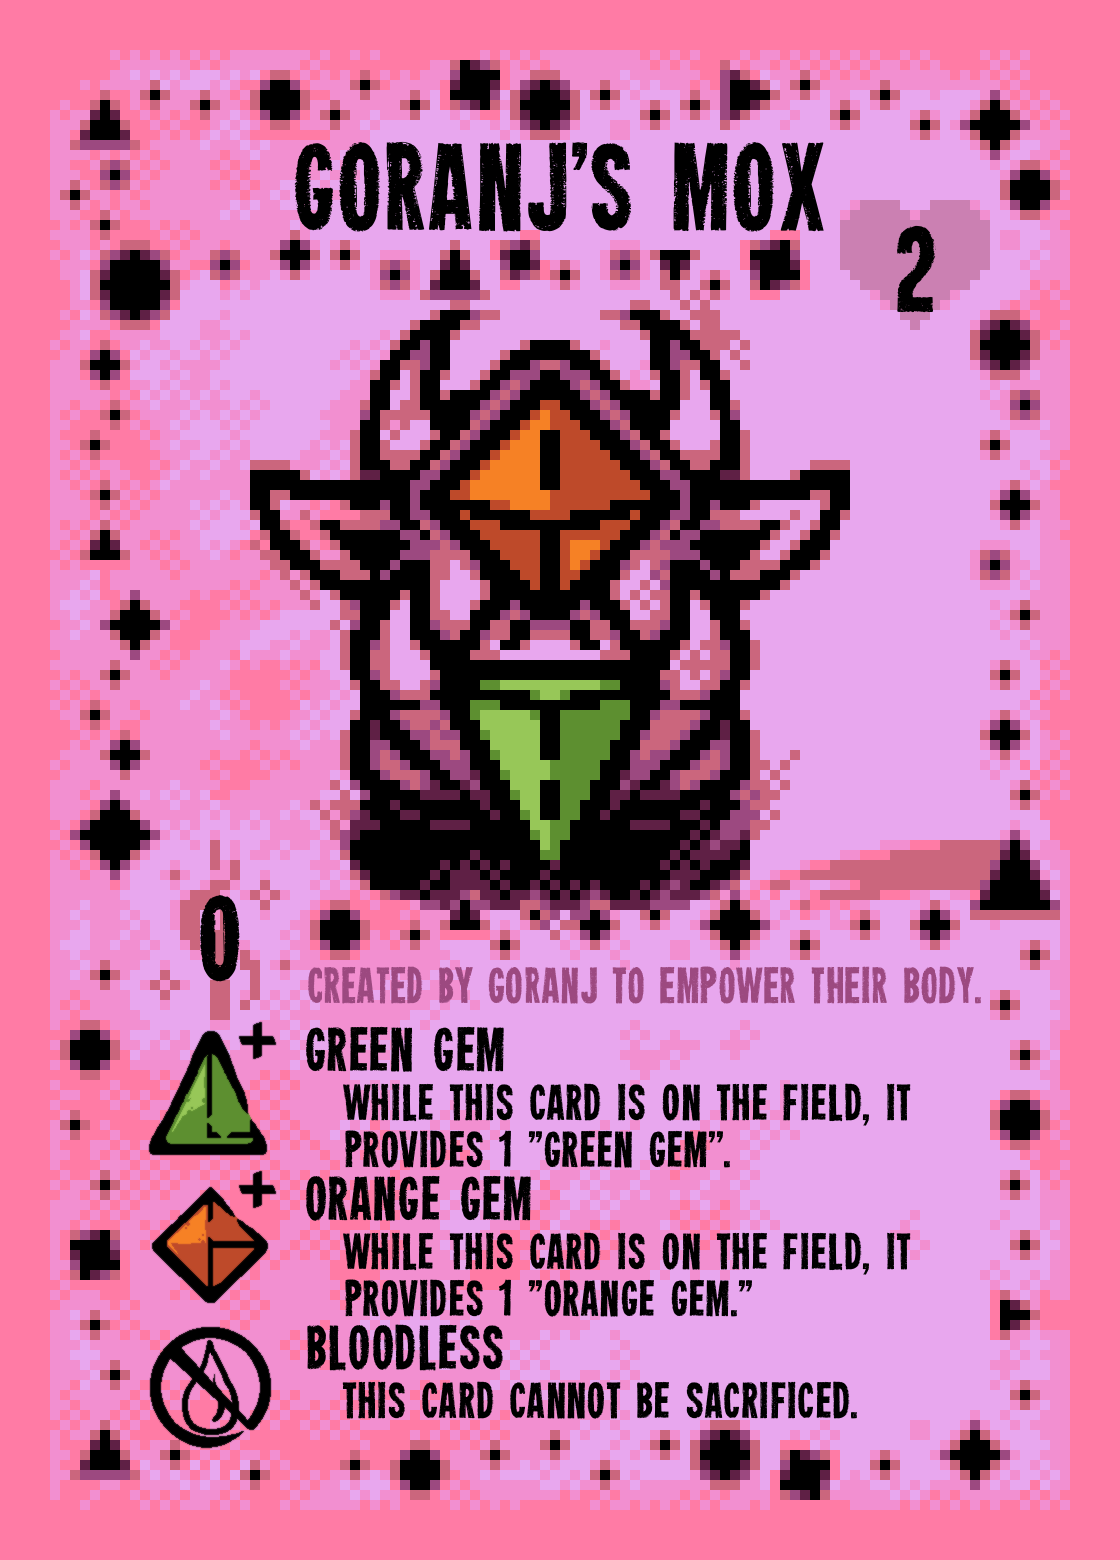 GORANJ'S MOX
2
0
CREATED BY GORANJ TO EMPOWER THEIR BODY.
GREEN GEM
WHILE THIS CARD IS ON THE FIELD, IT
PROVIDES 1 "GREEN GEM".
ORANGE GEM
WHILE THIS CARD IS ON THE FIELD, IT
PROVIDES 1 "ORANGE GEM."
BLOODLESS
THIS CARD CANNOT BE SACRIFICED.